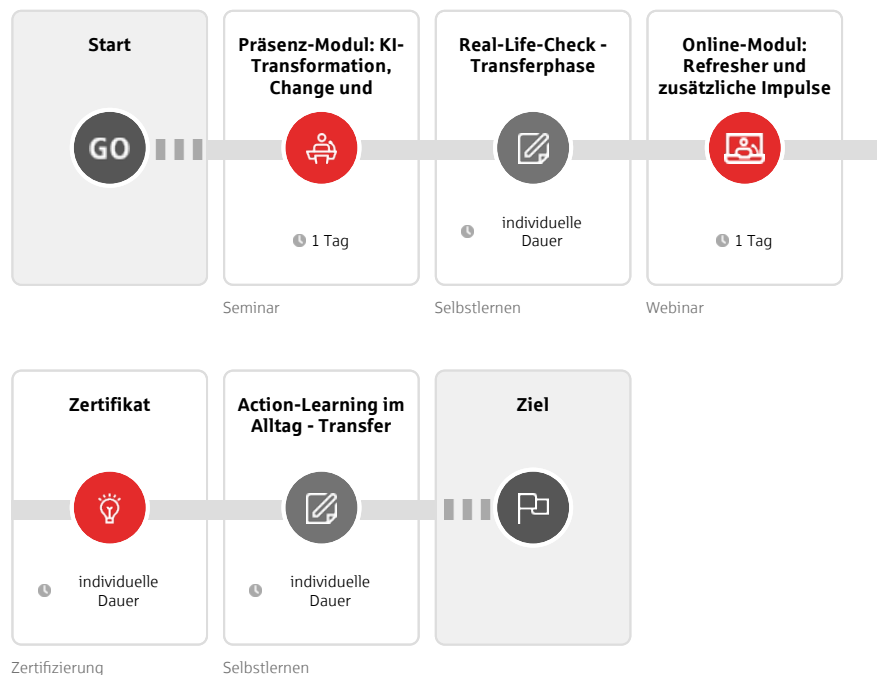 Start
GO
Präsenz-Modul: KI-
Transformation,
Change und
1 Tag
Seminar
Real-Life-Check -
Transferphase
individuelle
Dauer
Selbstlernen
Online-Modul:
Refresher und
zusätzliche Impulse
1 Tag
Webinar
Zertifikat
individuelle
Dauer
Zertifizierung
Action-Learning im
Alltag - Transfer
individuelle
Dauer
Selbstlernen
Ziel